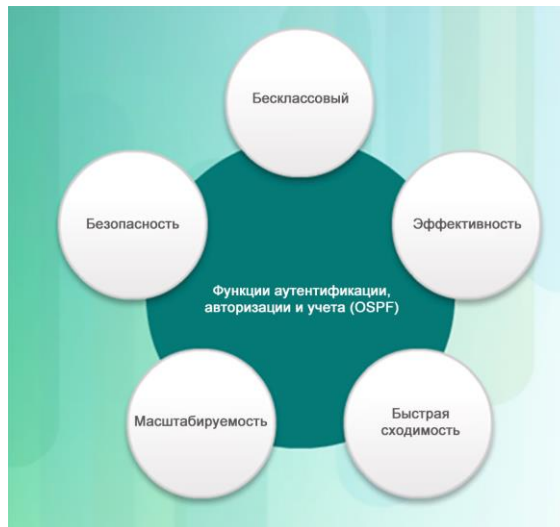 Бесклассовый
Безопасность
Эффективность
Функции аутентификации,
авторизации и учета (OSPF)
Масштабируемость
Быстрая
сходимость